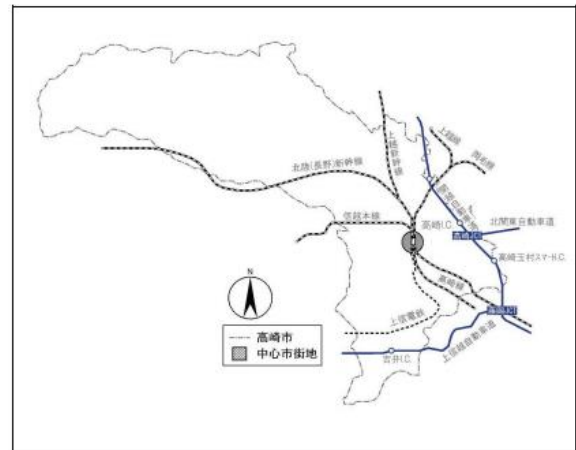 上越新幹線
上越線
両毛線
北陸(長野)新幹線
関越自動車道
信越本線
高崎I.C.
北関東自動車道
高崎JCT
高崎玉村スマートI.C.
高崎線
N
上信電鉄
高崎市
中心市街地
吉井I.C.
上信越自動車道